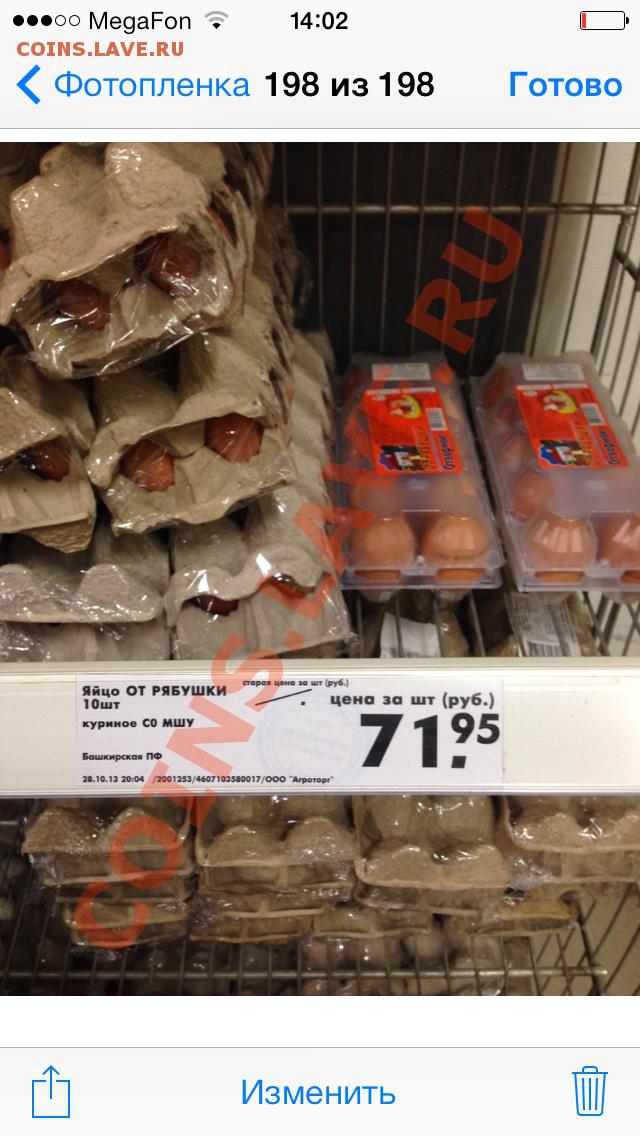 MegaFon 14:02
COINS.LAVE.RU
Фотопленка 198 из 198 Готово
COINS.LAVE.RU
Отборное
старая цена за шт (руб.)
Яйцо ОТ РЯБУШКИ
10шт
цена за шт (руб.)
куриное С0 МШУ
71.95
Башкирская ПФ
28.10.13 20:04 /2001253/4607103580017/ООО "Агроторг"
Изменить